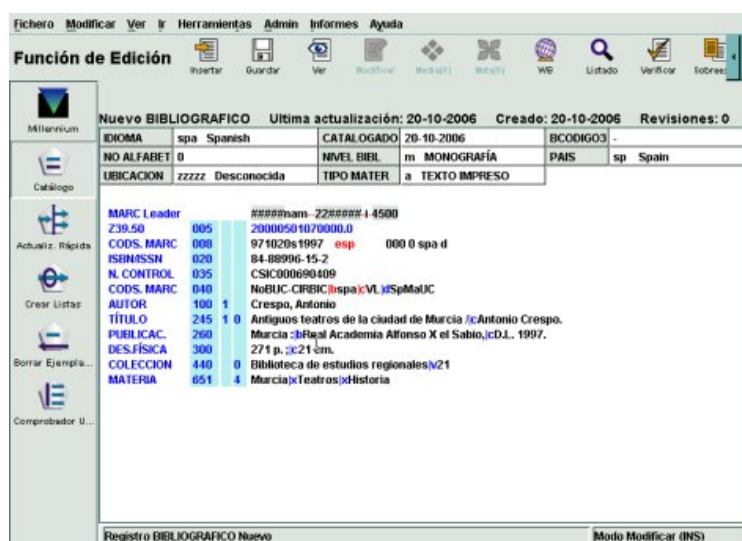 Fichero Modificar Ver Ir Herramientas Admin Informes Ayuda
Función de Edición
Insertar Guardar Ver Modificar Media(R) Meta(R) WB Listado Verificar Sobrees
Millennium
Catálogo
Actualiz. Rápida
Crear Listas
Borrar Ejempla...
Comprobador U...
Nuevo BIBLIOGRAFICO Ultima actualización: 20-10-2006 Creado: 20-10-2006 Revisiones: 0
IDIOMA spa Spanish CATALOGADO 20-10-2006 BCODIGO3 -
NO ALFABET 0 NIVEL BIBL m MONOGRAFÍA PAIS sp Spain
UBICACION zzzzz Desconocida TIPO MATER a TEXTO IMPRESO
MARC Leader #####nam 22##### i 4500
Z39.50 005 20000501070000.0
CODS. MARC 008 971020s1997 esp 000 0 spa d
ISBN/ISSN 020 84-88996-15-2
N. CONTROL 035 CSIC000690409
CODS. MARC 040 NoBUC-CIRBIC|bspa|cVL|dSpMaUC
AUTOR 100 1 Crespo, Antonio
TÍTULO 245 1 0 Antiguos teatros de la ciudad de Murcia /|cAntonio Crespo.
PUBLICAC. 260 Murcia :|bReal Academia Alfonso X el Sabio,|cD.L. 1997.
DES.FÍSICA 300 271 p. ;|c21 cm.
COLECCION 440 0 Biblioteca de estudios regionales|v21
MATERIA 651 4 Murcia|xTeatros|xHistoria
Registro BIBLIOGRAFICO Nuevo Modo Modificar (INS)